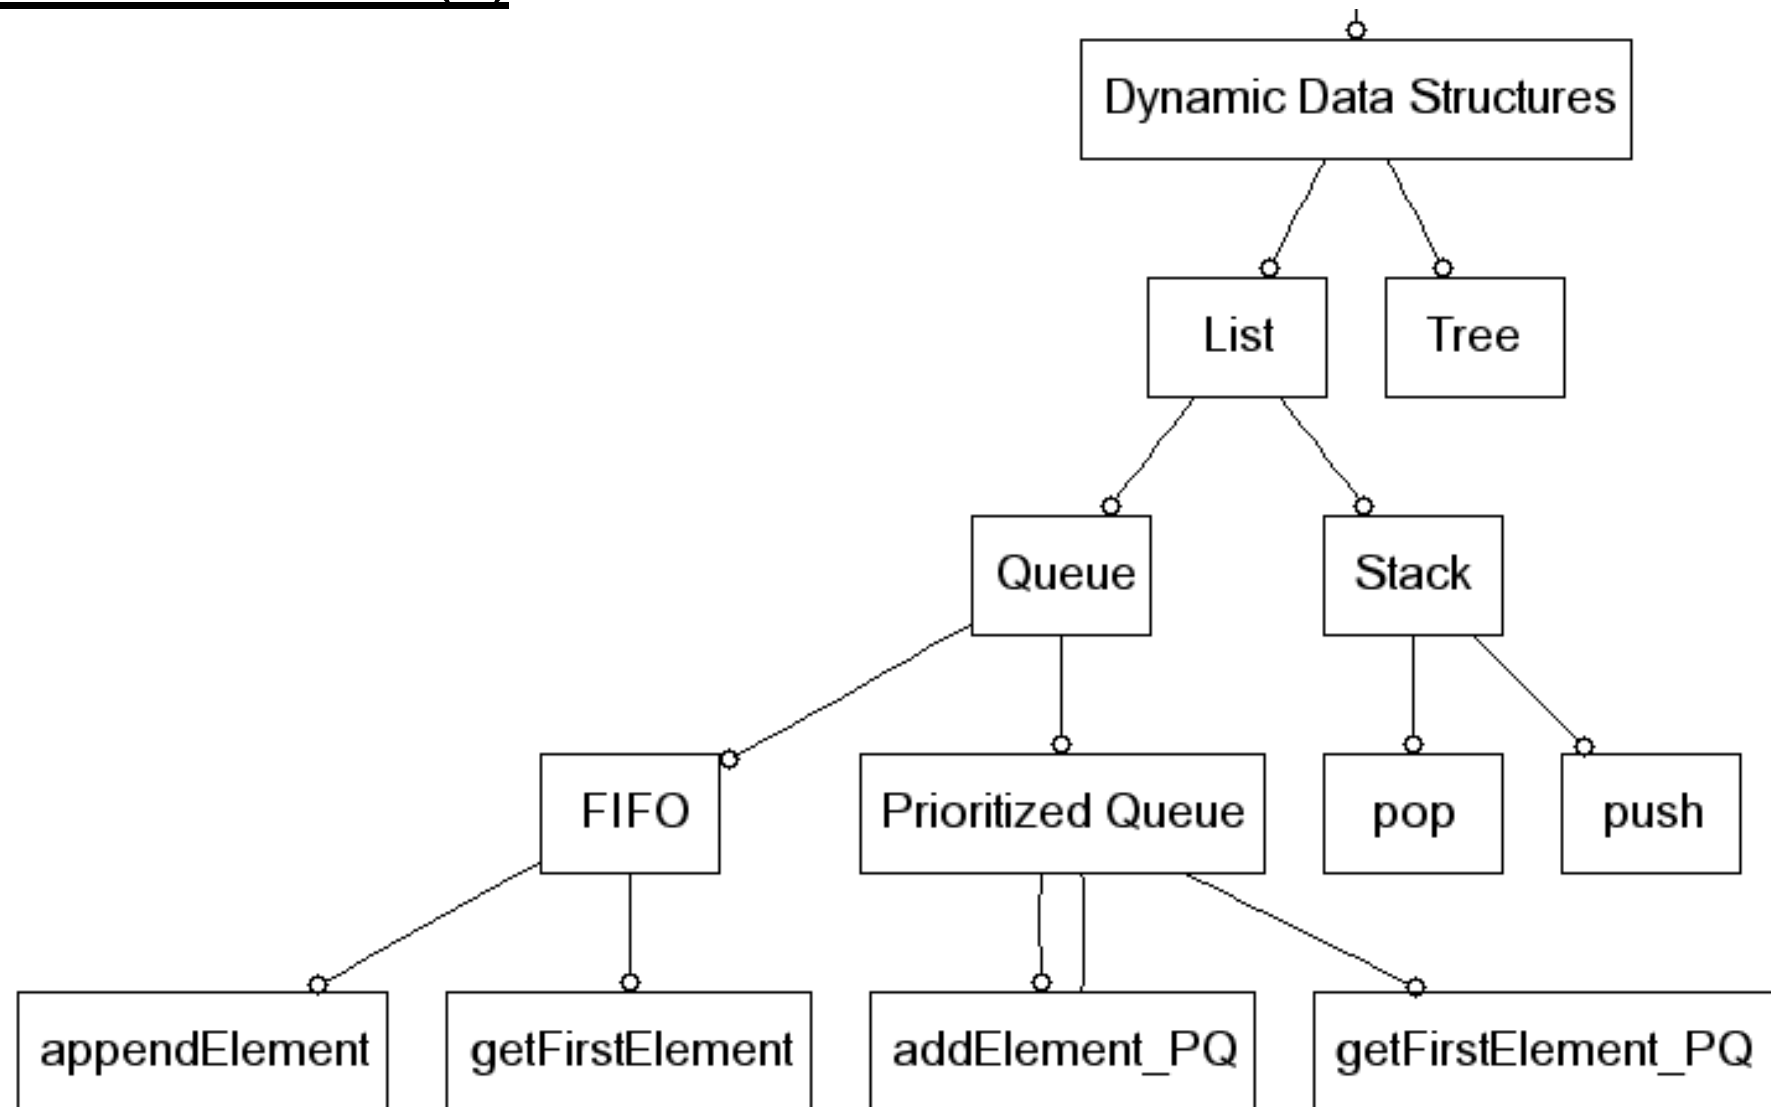 Dynamic Data Structures
List
Tree
Queue
Stack
FIFO
Prioritized Queue
pop
push
appendElement
getFirstElement
addElement_PQ
getFirstElement_PQ